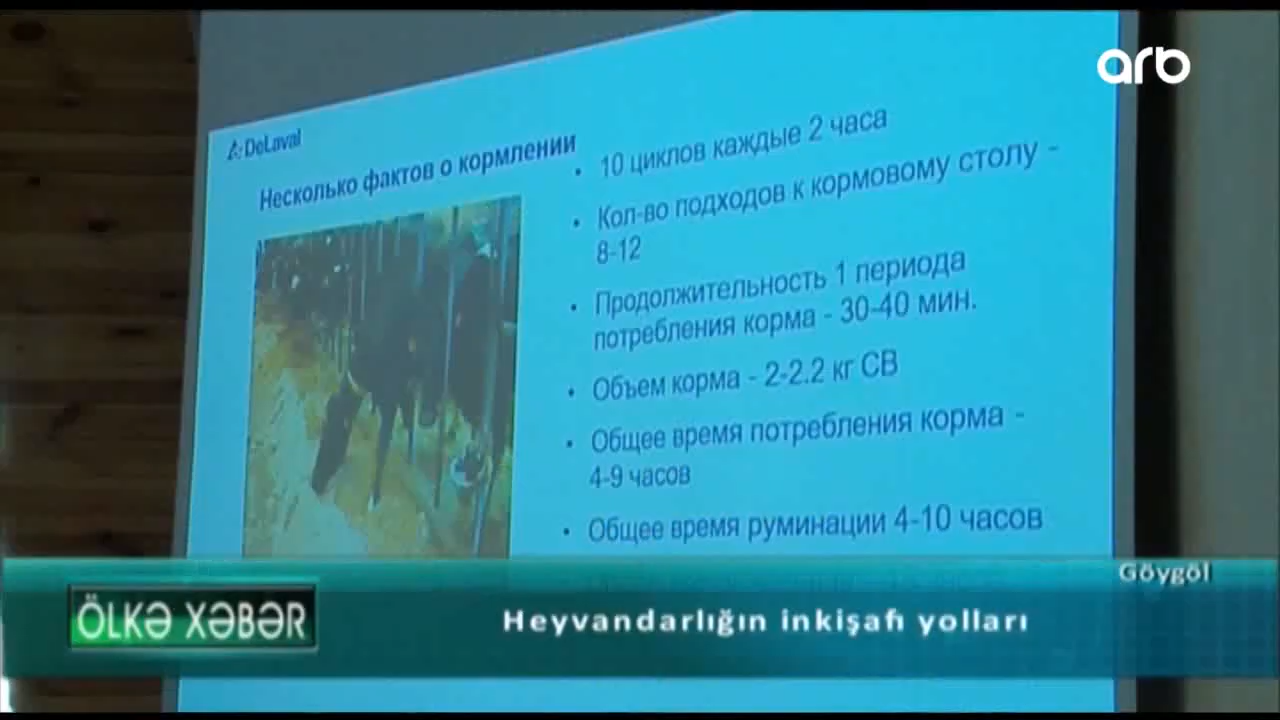 arb
DeLaval
Несколько фактов о кормлении
• 10 циклов каждые 2 часа
• Кол-во подходов к кормовому столу -
8-12
• Продолжительность 1 периода
потребления корма - 30-40 мин.
• Объем корма - 2-2.2 кг СВ
• Общее время потребления корма -
4-9 часов
• Общее время руминации 4-10 часов
Göygöl
ÖLKƏ XƏBƏR
Heyvandarlığın inkişafı yolları